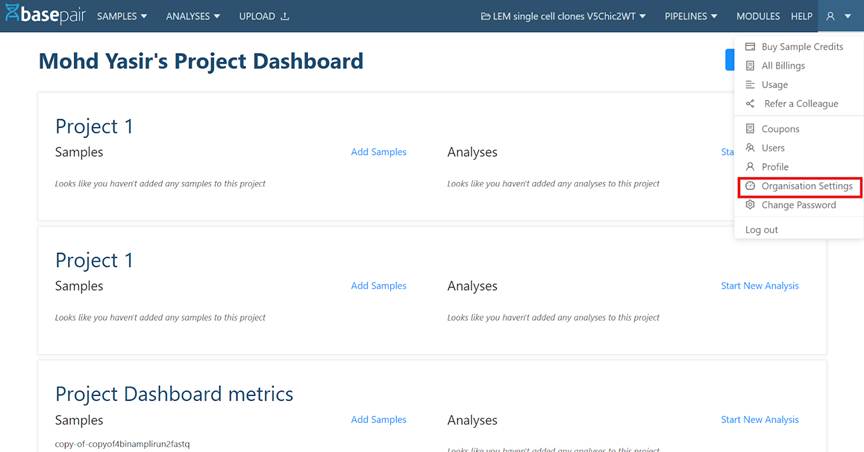 basepair SAMPLES ANALYSES UPLOAD LEM single cell clones V5Chic2WT PIPELINES MODULES HELP
Mohd Yasir's Project Dashboard
Buy Sample Credits
All Billings
Usage
Refer a Colleague
Coupons
Users
Profile
Organisation Settings
Change Password
Log out
Project 1
Samples Add Samples Analyses Sta
Looks like you haven't added any samples to this project Looks like you haven't added any analyses to this project
Project 1
Samples Add Samples Analyses Start New Analysis
Looks like you haven't added any samples to this project Looks like you haven't added any analyses to this project
Project Dashboard metrics
Samples Add Samples Analyses Start New Analysis
copy-of-copyof4binamplirun2fastq Looks like you haven't added any analyses to this project